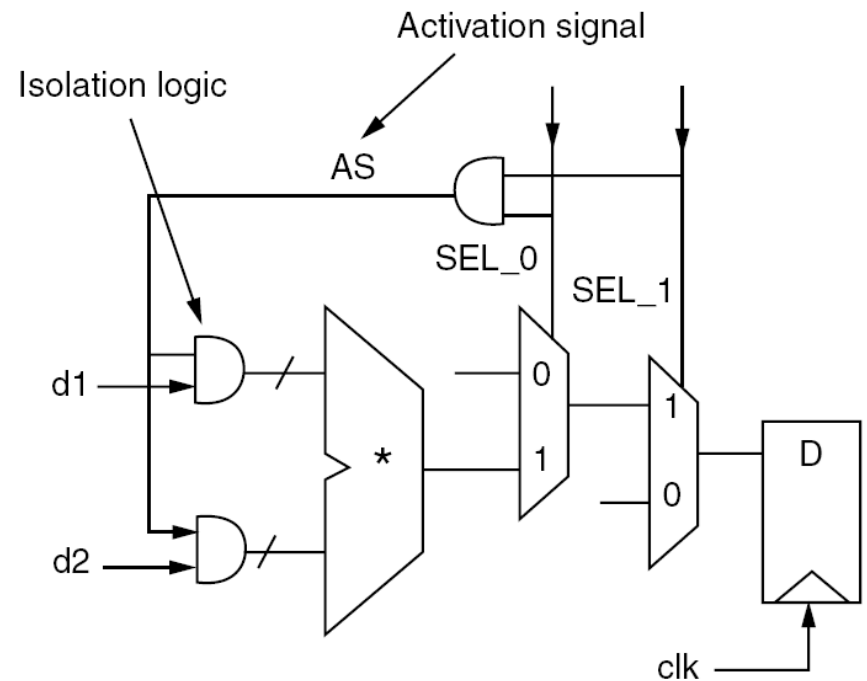 Activation signal
Isolation logic
AS
SEL_0
SEL_1
d1
0
1
*
1
D
0
d2
clk